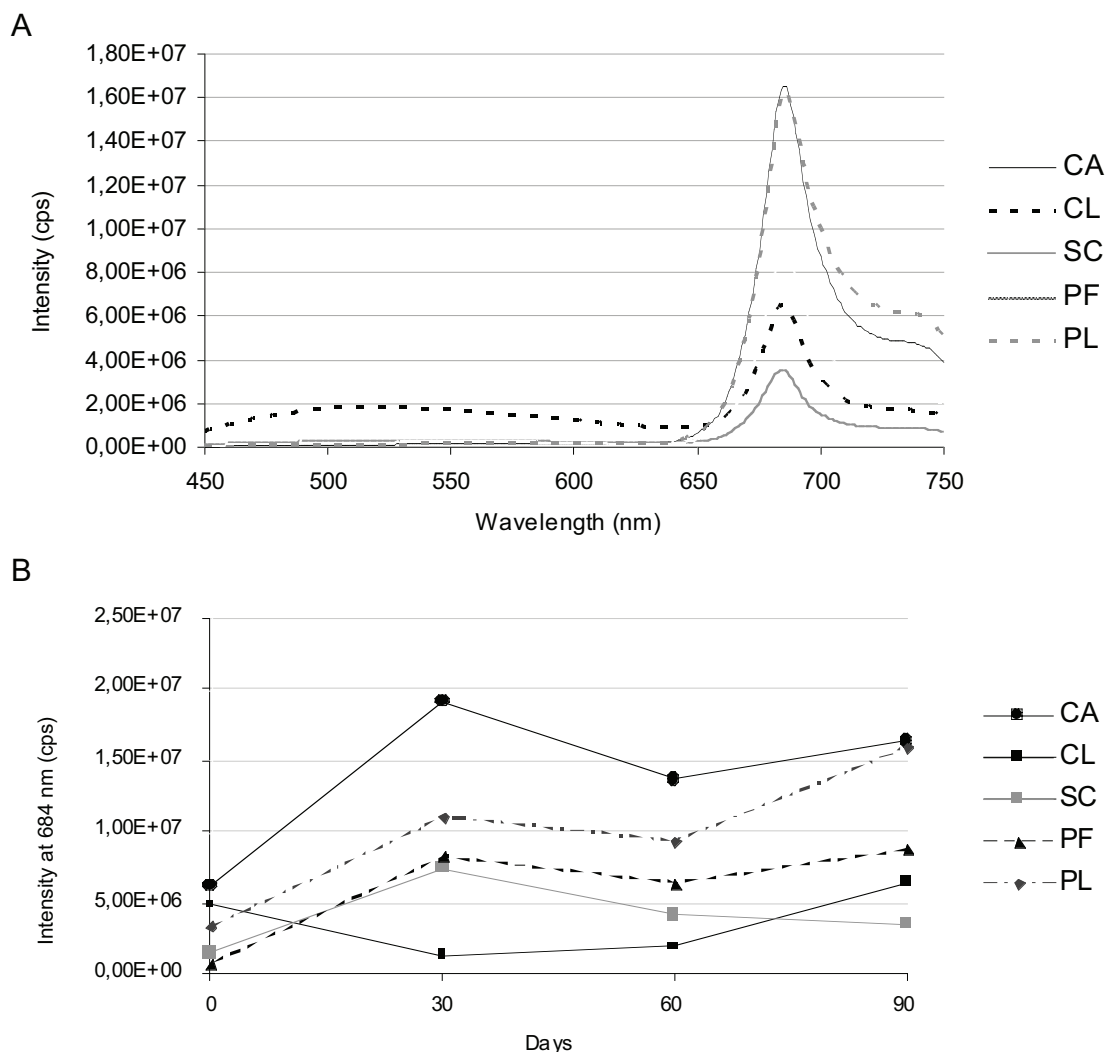 A
1,80E+07
1,60E+07
1,40E+07
1,20E+07
1,00E+07
8,00E+06
6,00E+06
4,00E+06
2,00E+06
0,00E+00
Intensity (cps)
450 500 550 600 650 700 750
Wavelength (nm)
CA
CL
SC
PF
PL
B
2,50E+07
2,00E+07
1,50E+07
1,00E+07
5,00E+06
0,00E+00
Intensity at 684 nm (cps)
0 30 60 90
Days
CA
CL
SC
PF
PL